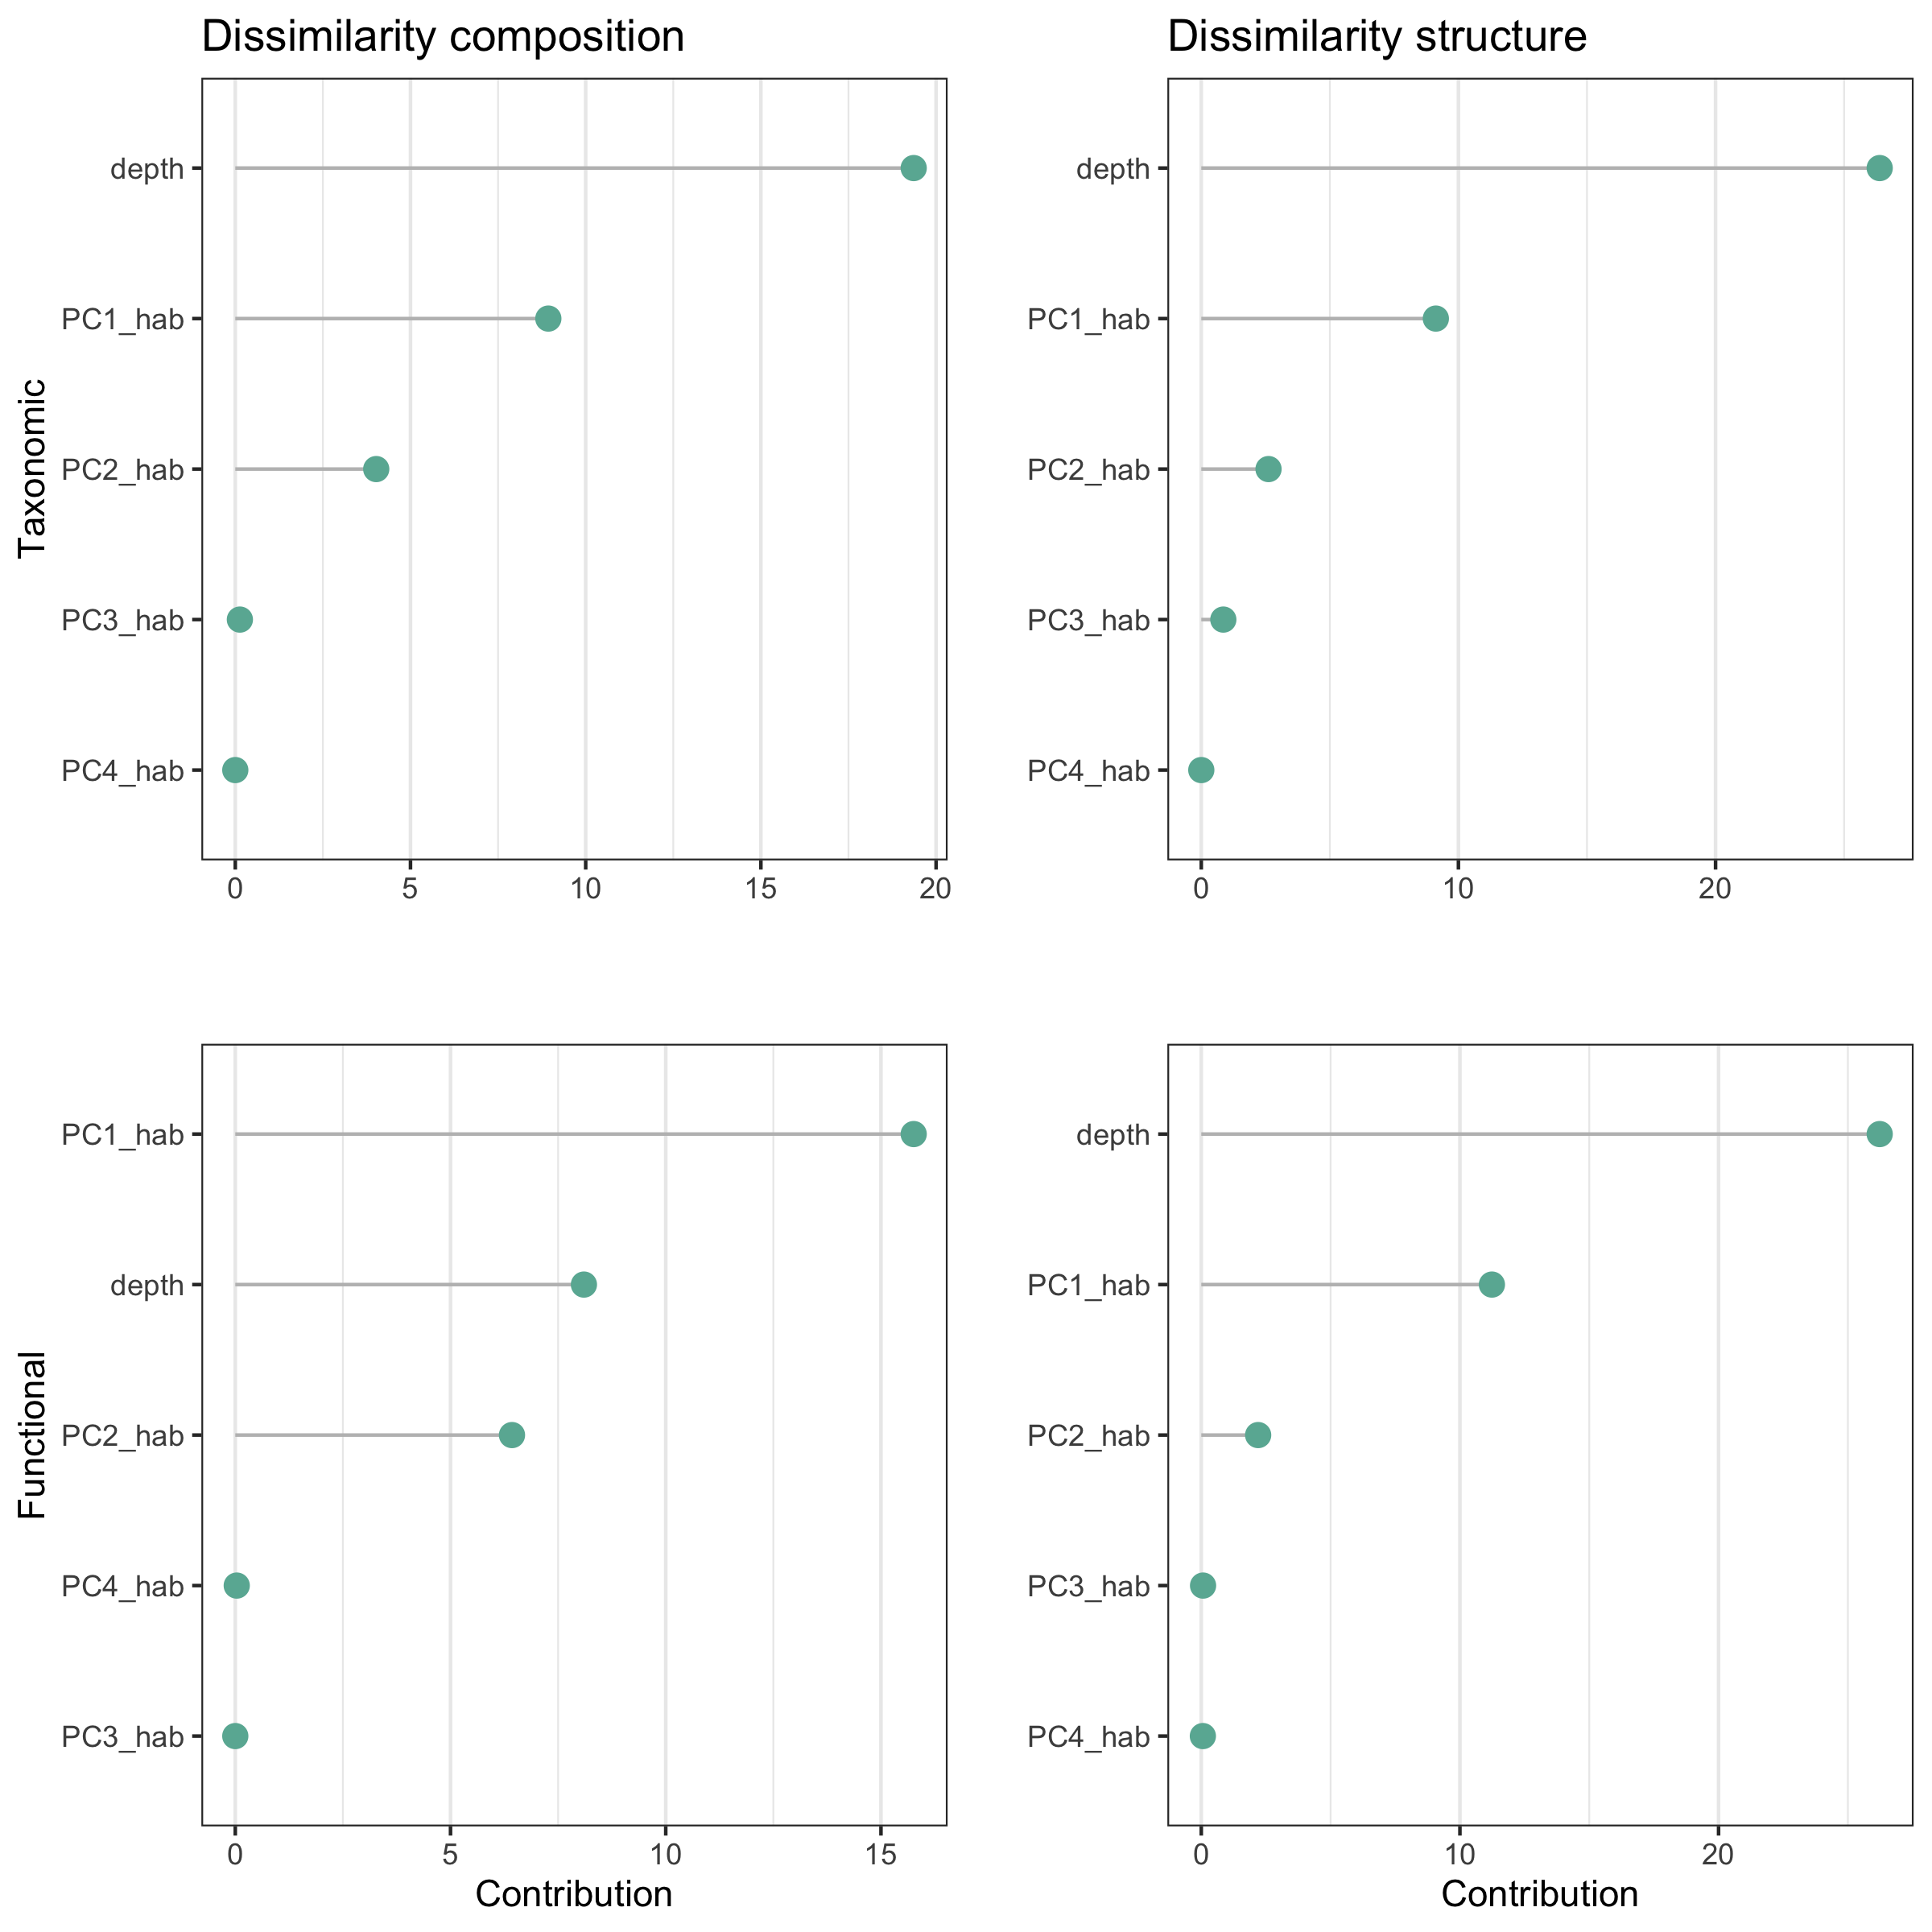 Dissimilarity composition
Taxonomic
depth
PC1_hab
PC2_hab
PC3_hab
PC4_hab
0 5 10 15 20
Dissimilarity structure
depth
PC1_hab
PC2_hab
PC3_hab
PC4_hab
0 10 20
Functional
PC1_hab
depth
PC2_hab
PC4_hab
PC3_hab
0 5 10 15
Contribution
depth
PC1_hab
PC2_hab
PC3_hab
PC4_hab
0 10 20
Contribution